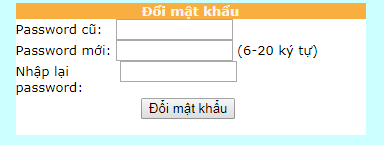 Đổi mật khẩu
Password cũ:
Password mới: (6-20 ký tự)
Nhập lại
password:
Đổi mật khẩu